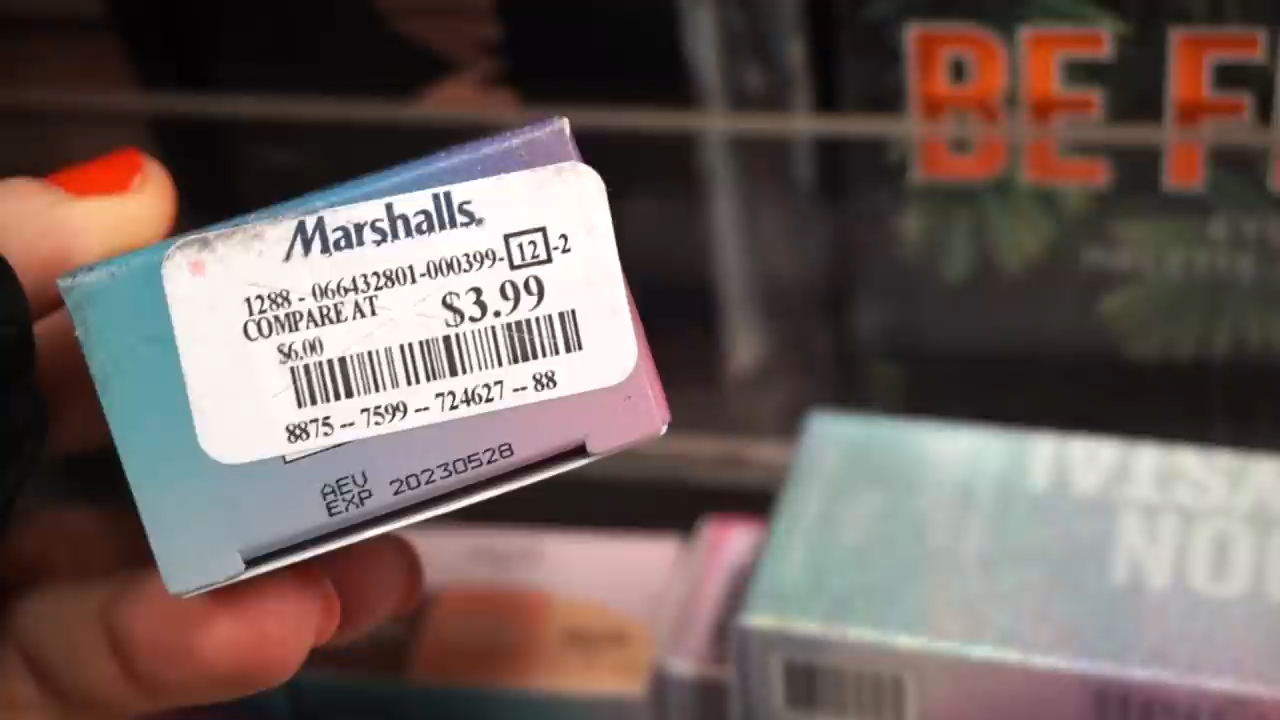 Marshalls.
1288 - 066432801-000399-12-2
COMPARE AT $3.99
$6.00
8875 -- 7599 -- 724627 -- 88
AEV
EXP 20230528
BE F